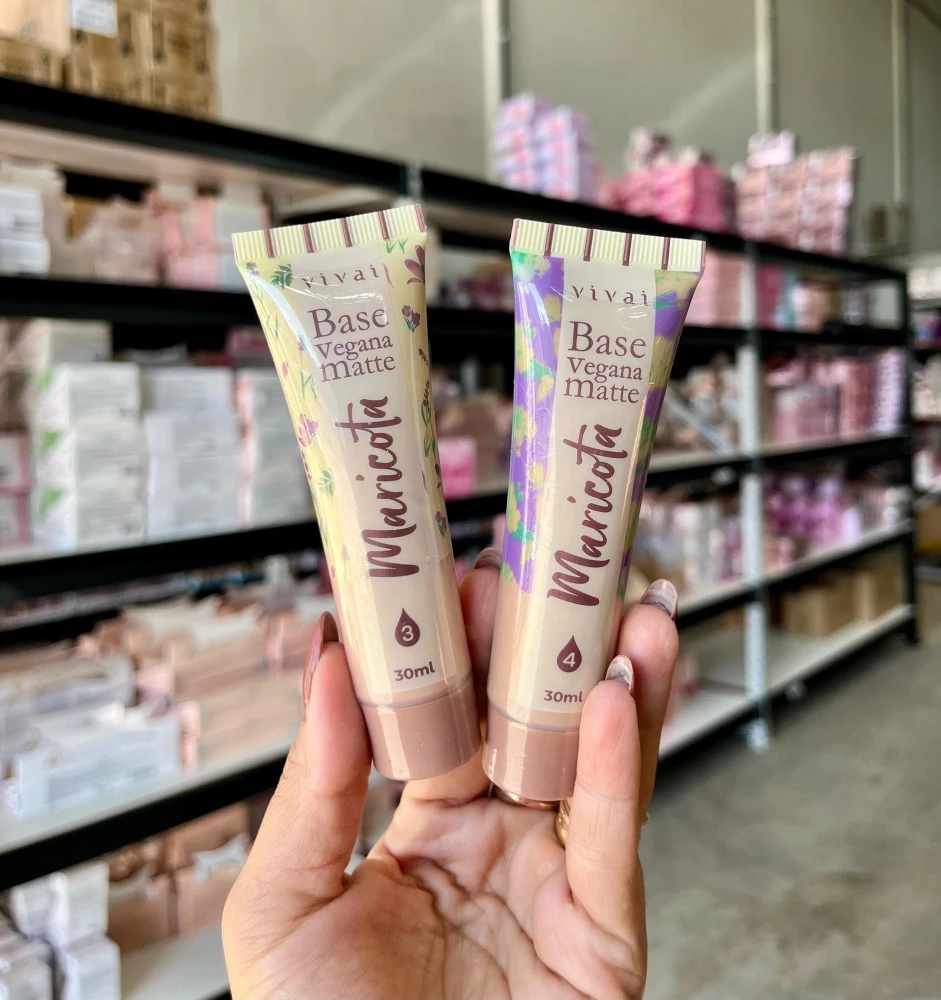 vivai
Base
vegana
matte
Maricota
3
30ml
vivai
Base
vegana
matte
Maricota
4
30ml